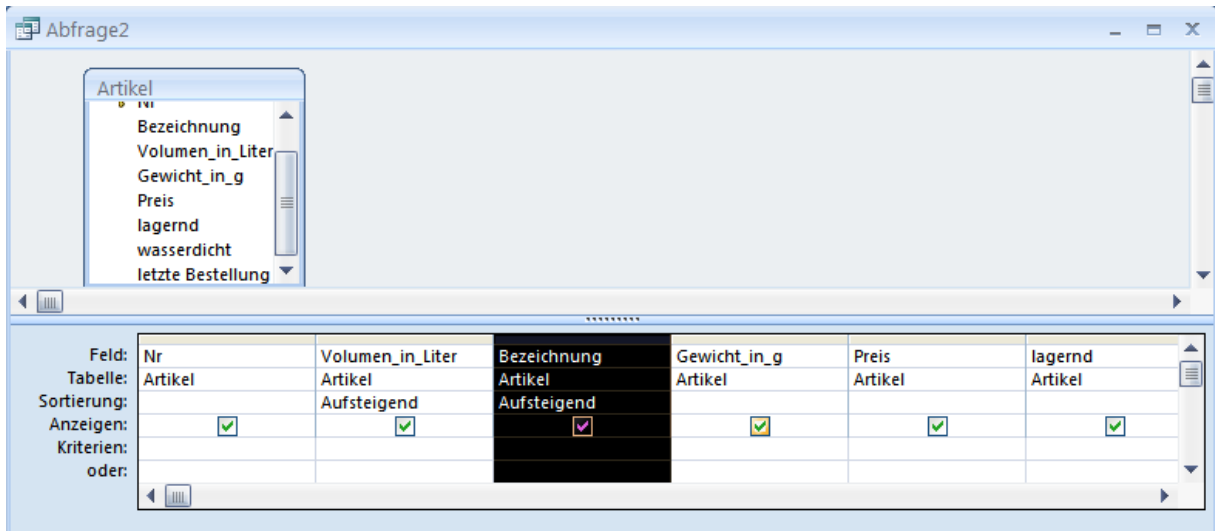 Abfrage2
Artikel
Nr
Bezeichnung
Volumen_in_Liter
Gewicht_in_g
Preis
lagernd
wasserdicht
letzte Bestellung
Feld: Nr Volumen_in_Liter Bezeichnung Gewicht_in_g Preis lagernd
Tabelle: Artikel Artikel Artikel Artikel Artikel Artikel
Sortierung: Aufsteigend Aufsteigend
Anzeigen:
Kriterien:
oder: